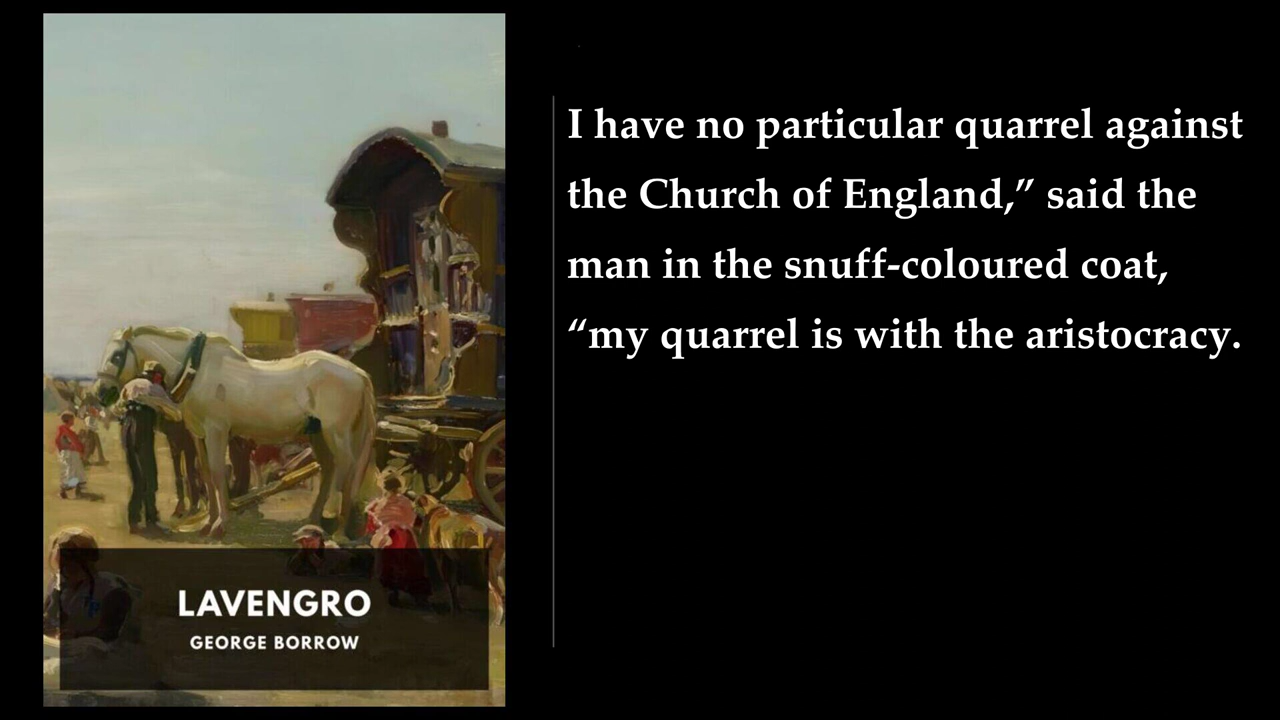 I have no particular quarrel against
the Church of England,” said the
man in the snuff-coloured coat,
“my quarrel is with the aristocracy.
LAVENGRO
GEORGE BORROW